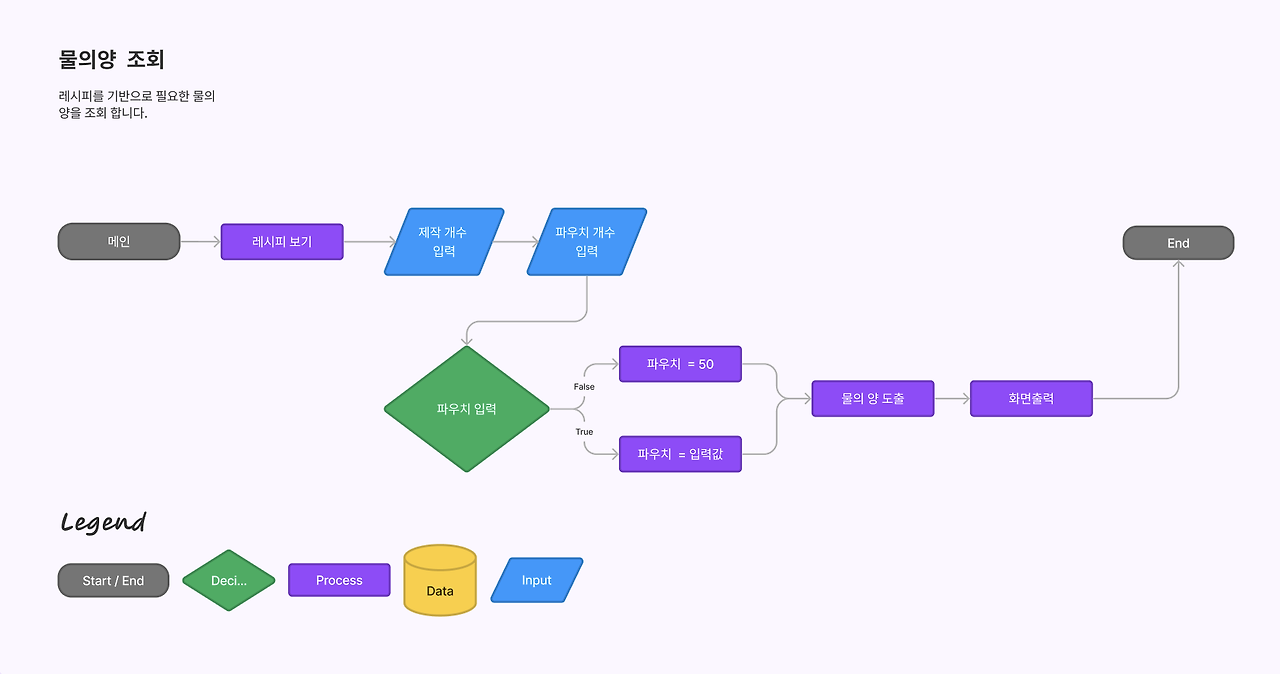 물의양 조회
레시피를 기반으로 필요한 물의
양을 조회 합니다.
메인
레시피 보기
제작 개수
입력
파우치 개수
입력
End
파우치 입력
False
True
파우치 = 50
파우치 = 입력값
물의 양 도출
화면출력
Legend
Start / End
Deci...
Process
Data
Input